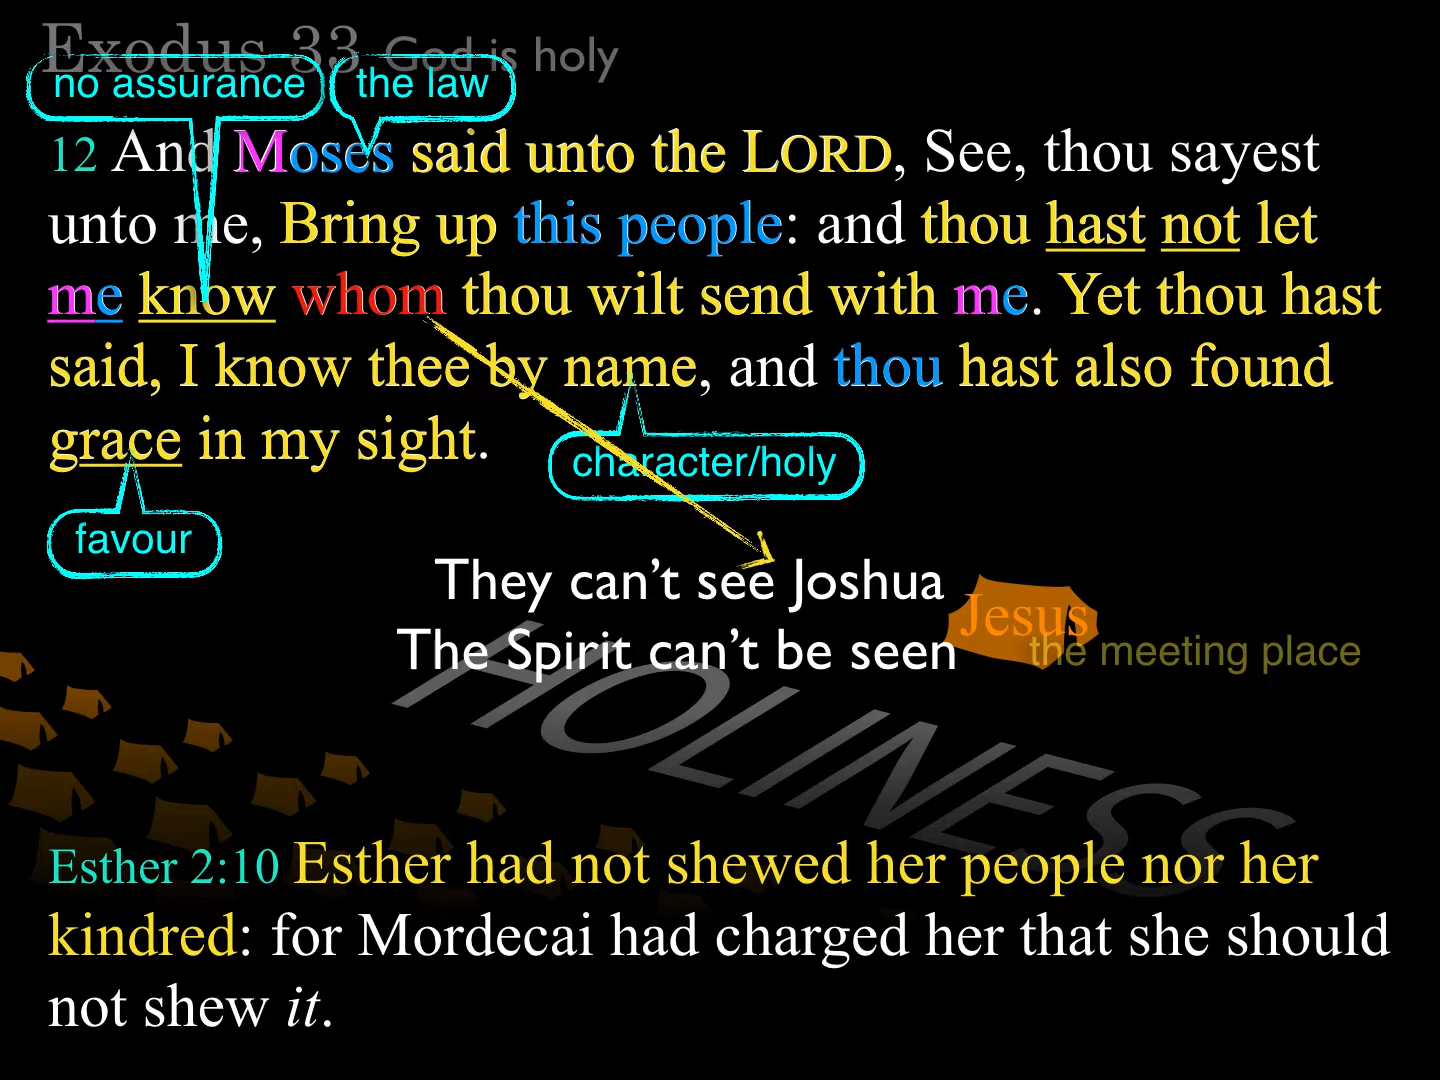 Exodus 33 God is holy
no assurance
the law
12 And Moses said unto the LORD, See, thou sayest
unto me, Bring up this people: and thou hast not let
me know whom thou wilt send with me. Yet thou hast
said, I know thee by name, and thou hast also found
grace in my sight.
character/holy
favour
They can’t see Joshua
Jesus
The Spirit can’t be seen
the meeting place
HOLINESS
Esther 2:10 Esther had not shewed her people nor her
kindred: for Mordecai had charged her that she should
not shew it.